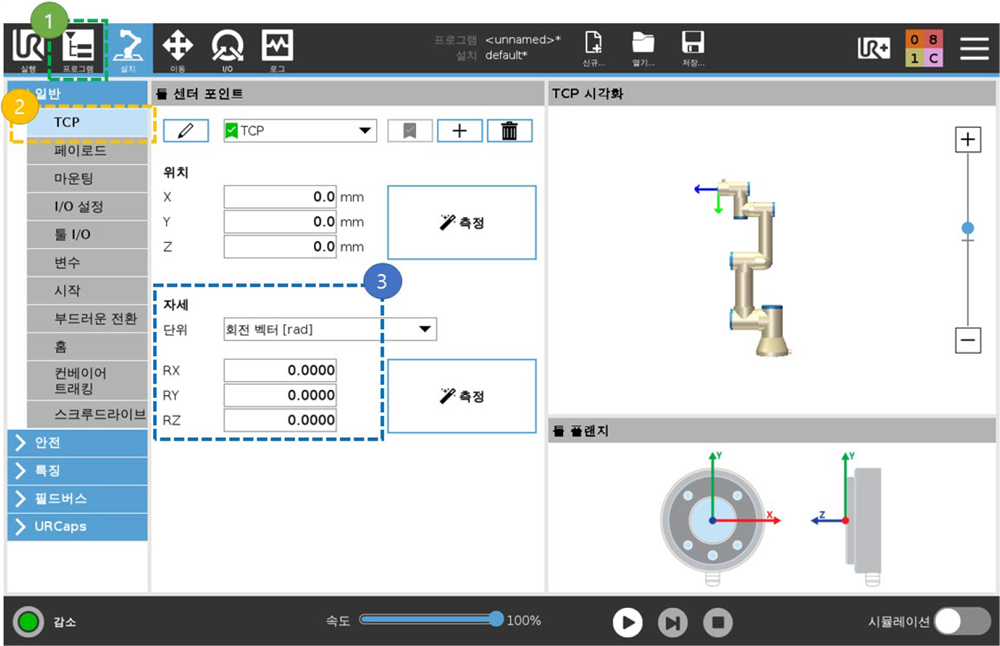 1
UR
실행
프로그램
설치
이동
I/O
로그
프로그램 <unnamed>*
설치 default*
신규...
열기...
저장...
UR+
0 8
1 C
2
일반
TCP
페이로드
마운팅
I/O 설정
툴 I/O
변수
시작
부드러운 전환
홈
컨베이어
트래킹
스크루드라이브
안전
특징
필드버스
URCaps
툴 센터 포인트
TCP
위치
X 0.0 mm
Y 0.0 mm
Z 0.0 mm
측정
3
자세
단위 회전 벡터 [rad]
RX 0.0000
RY 0.0000
RZ 0.0000
측정
TCP 시각화
툴 플랜지
Y
X
Y
Z
감소
속도 100%
시뮬레이션